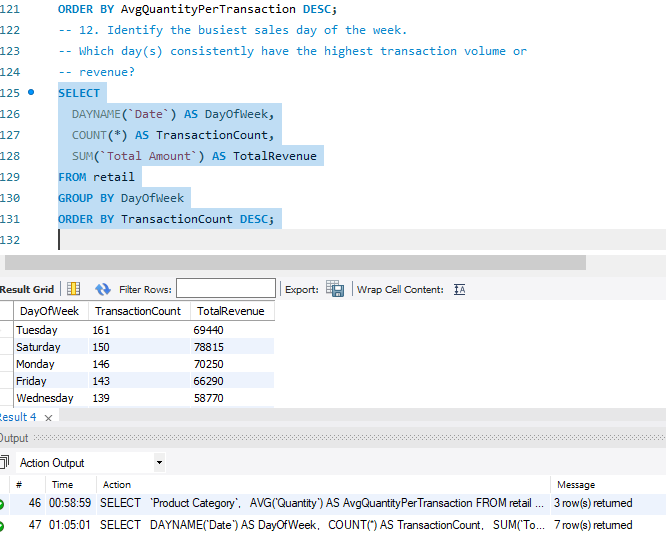 121 ORDER BY AvgQuantityPerTransaction DESC;
122 -- 12. Identify the busiest sales day of the week.
123 -- Which day(s) consistently have the highest transaction volume or
124 -- revenue?
125 SELECT
126 DAYNAME(`Date`) AS DayOfWeek,
127 COUNT(*) AS TransactionCount,
128 SUM(`Total Amount`) AS TotalRevenue
129 FROM retail
130 GROUP BY DayOfWeek
131 ORDER BY TransactionCount DESC;
132
Result Grid Filter Rows: Export: Wrap Cell Content:
DayOfWeek TransactionCount TotalRevenue
Tuesday 161 69440
Saturday 150 78815
Monday 146 70250
Friday 143 66290
Wednesday 139 58770
Result 4
Output
Action Output
# Time Action Message
46 00:58:59 SELECT `Product Category`, AVG(`Quantity`) AS AvgQuantityPerTransaction FROM retail ... 3 row(s) returned
47 01:05:01 SELECT DAYNAME(`Date`) AS DayOfWeek, COUNT(*) AS TransactionCount, SUM(`To... 7 row(s) returned